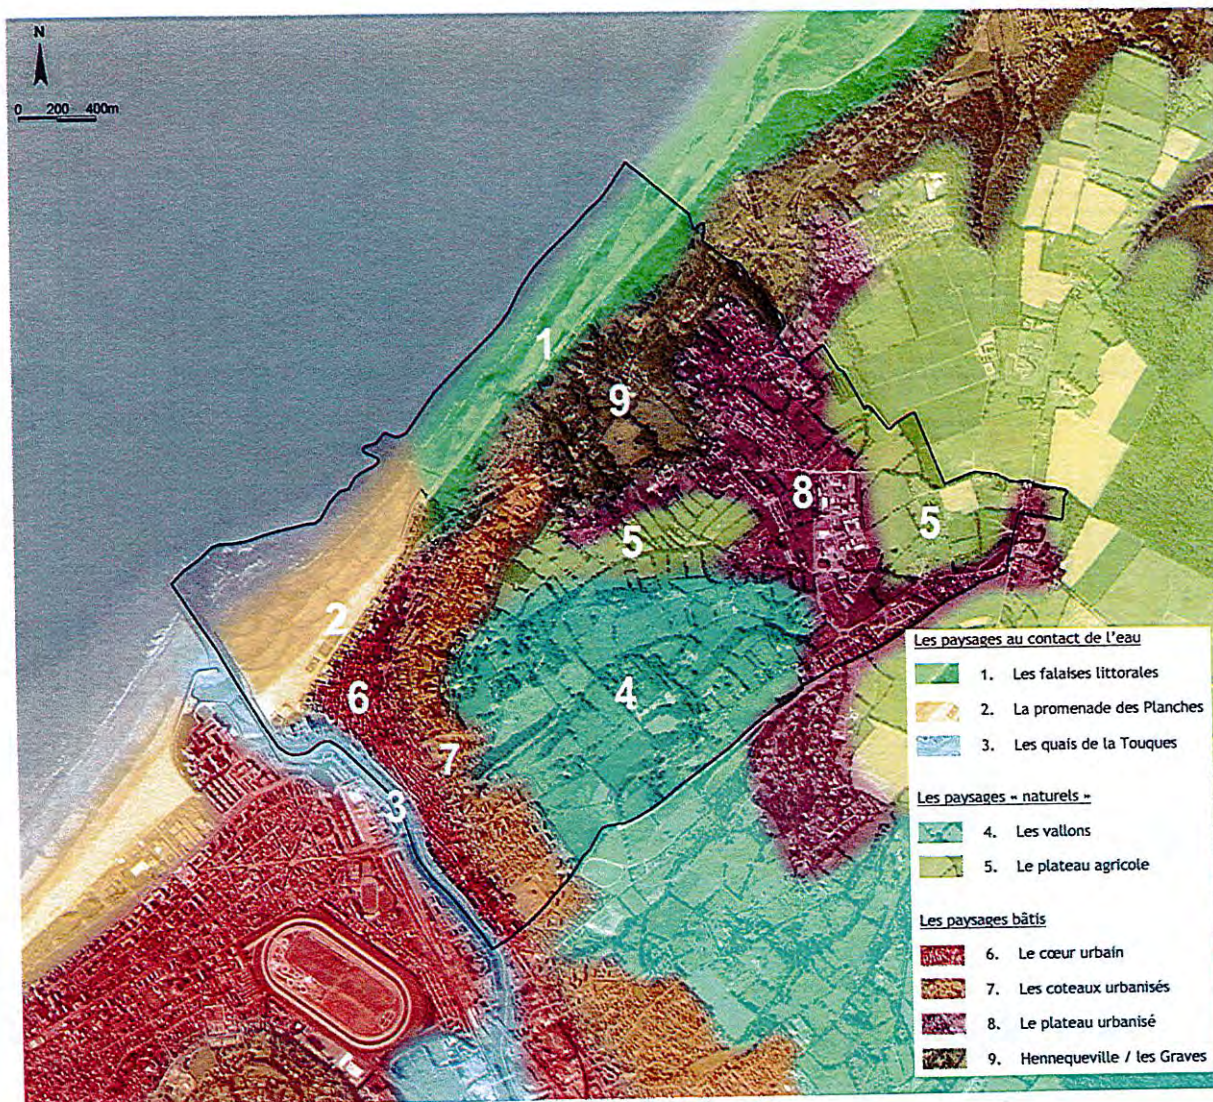 N
0 200 400m
1
9
8
5
5
2
6
4
7
3
Les paysages au contact de l'eau
1. Les falaises littorales
2. La promenade des Planches
3. Les quais de la Touques
Les paysages « naturels »
4. Les vallons
5. Le plateau agricole
Les paysages bâtis
6. Le cœur urbain
7. Les coteaux urbanisés
8. Le plateau urbanisé
9. Hennequeville / les Graves